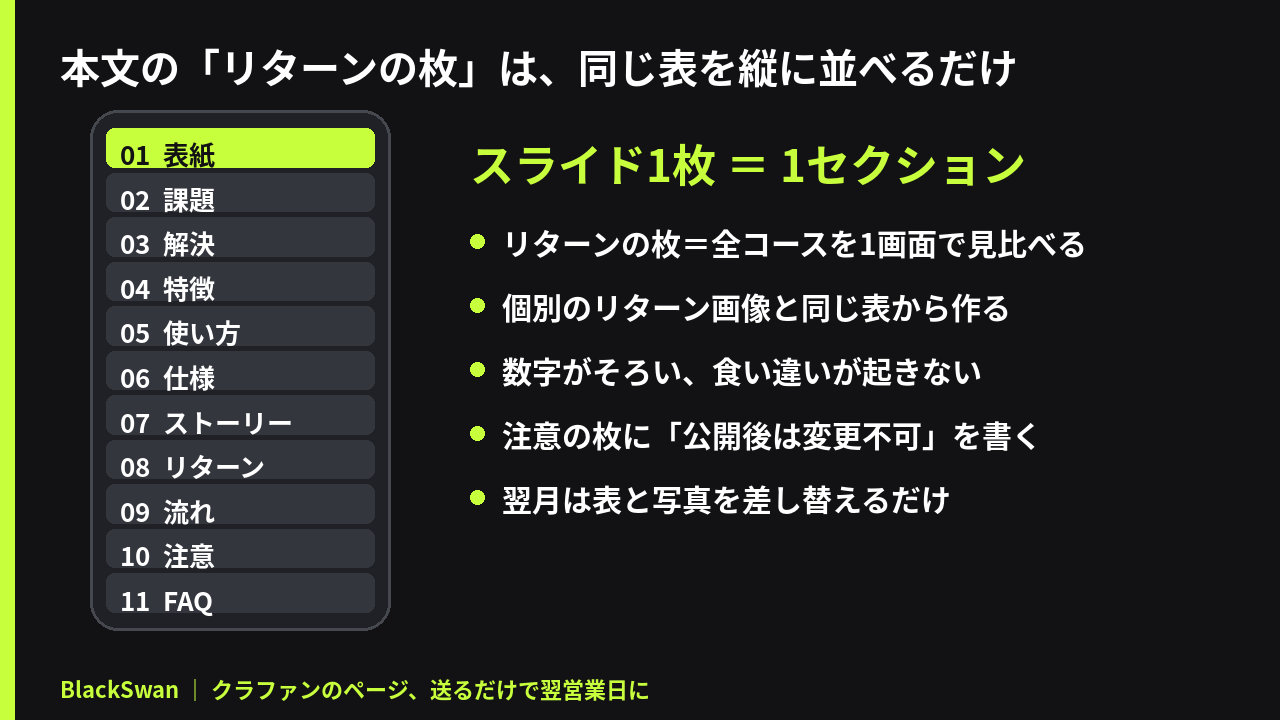 本文の「リターンの枚」は、同じ表を縦に並べるだけ
01 表紙
02 課題
03 解決
04 特徴
05 使い方
06 仕様
07 ストーリー
08 リターン
09 流れ
10 注意
11 FAQ
スライド1枚 ＝ 1セクション
リターンの枚＝全コースを1画面で見比べる
個別のリターン画像と同じ表から作る
数字がそろい、食い違いが起きない
注意の枚に「公開後は変更不可」を書く
翌月は表と写真を差し替えるだけ
BlackSwan｜クラファンのページ、送るだけで翌営業日に